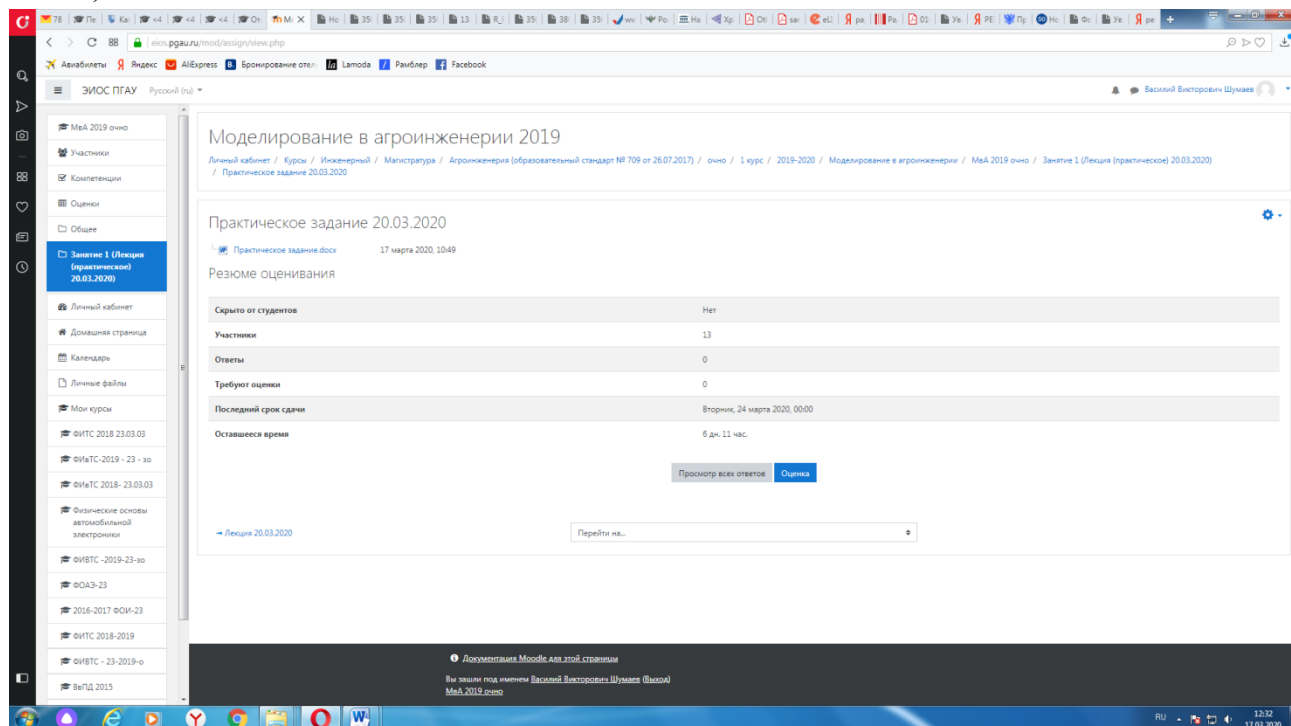 eios.pgau.ru/mod/assign/view.php
Авиабилеты Яндекс AliExpress Бронирование отел Lamoda Рамблер Facebook
ЭИОС ПГАУ Русский (ru)
Василий Викторович Шумаев
МвА 2019 очно
Участники
Компетенции
Оценки
Общее
Занятие 1 (Лекция
(практическое)
20.03.2020)
Личный кабинет
Домашняя страница
Календарь
Личные файлы
Мои курсы
ФИТС 2018 23.03.03
ФИвТС-2019 - 23 - зо
ФИвТС 2018- 23.03.03
Физические основы
автомобильной
электроники
ФИВТС -2019-23-зо
ФОАЭ-23
2016-2017 ФОИ-23
ФИТС 2018-2019
ФИВТС - 23-2019-о
ВеПД 2015
Моделирование в агроинженерии 2019
Личный кабинет / Курсы / Инженерный / Магистратура / Агроинженерия (образовательный стандарт № 709 от 26.07.2017) / очно / 1 курс / 2019-2020 / Моделирование в агроинженерии / МвА 2019 очно / Занятие 1 (Лекция (практическое) 20.03.2020)
/ Практическое задание 20.03.2020
Практическое задание 20.03.2020
Практическое задание.docx 17 марта 2020, 10:49
Резюме оценивания
Скрыто от студентов Нет
Участники 13
Ответы 0
Требуют оценки 0
Последний срок сдачи Вторник, 24 марта 2020, 00:00
Оставшееся время 6 дн. 11 час.
Просмотр всех ответов Оценка
→ Лекция 20.03.2020 Перейти на...
Документация Moodle для этой страницы
Вы зашли под именем Василий Викторович Шумаев (Выход)
МвА 2019 очно
RU 12:32
17.03.2020